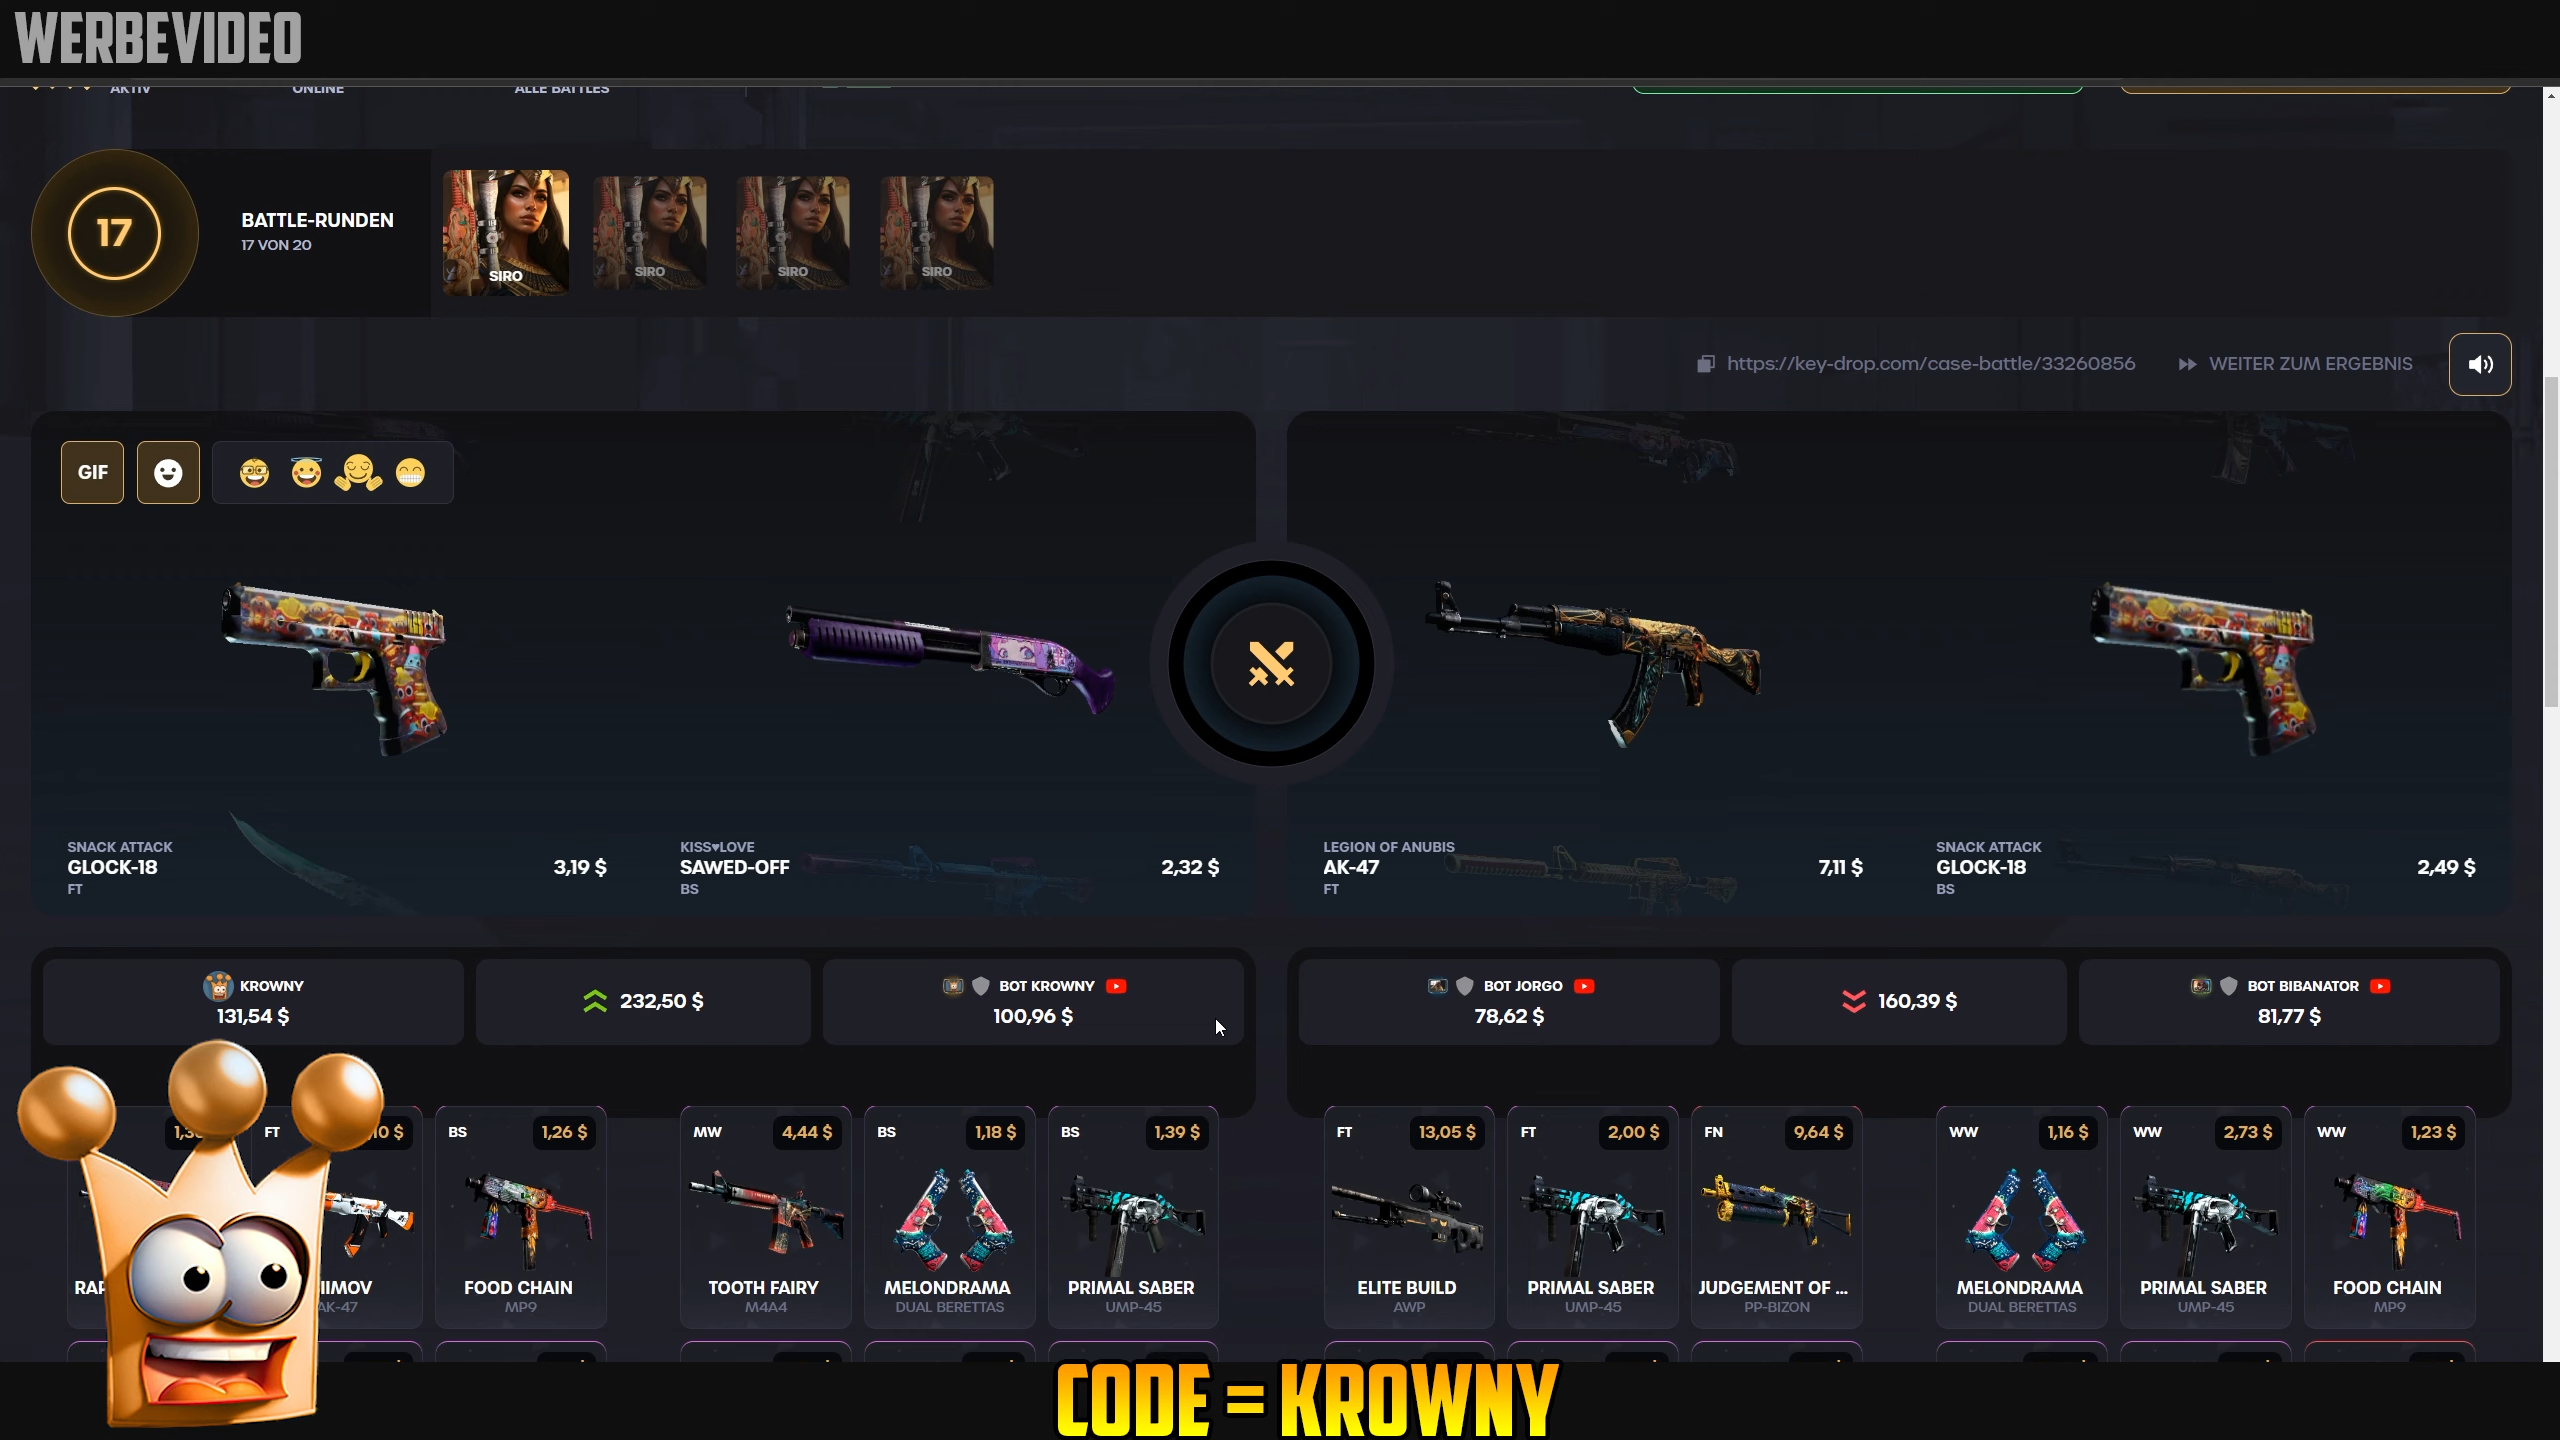 WERBEVIDEO
AKTIV
ONLINE
ALLE BATTLES
17
BATTLE-RUNDEN
17 VON 20
SIRO
SIRO
SIRO
SIRO
https://key-drop.com/case-battle/33260856
WEITER ZUM ERGEBNIS
GIF
SNACK ATTACK
GLOCK-18
FT
3,19 $
KISS♥LOVE
SAWED-OFF
BS
2,32 $
LEGION OF ANUBIS
AK-47
FT
7,11 $
SNACK ATTACK
GLOCK-18
BS
2,49 $
KROWNY
131,54 $
232,50 $
BOT KROWNY
100,96 $
BOT JORGO
78,62 $
160,39 $
BOT BIBANATOR
81,77 $
FT
BS 1,26 $
MW 4,44 $
BS 1,18 $
BS 1,39 $
FT 13,05 $
FT 2,00 $
FN 9,64 $
WW 1,16 $
WW 2,73 $
WW 1,23 $
FOOD CHAIN
MP9
TOOTH FAIRY
M4A4
MELONDRAMA
DUAL BERETTAS
PRIMAL SABER
UMP-45
ELITE BUILD
AWP
PRIMAL SABER
UMP-45
JUDGEMENT OF ...
PP-BIZON
MELONDRAMA
DUAL BERETTAS
PRIMAL SABER
UMP-45
FOOD CHAIN
MP9
AK-47
CODE = KROWNY